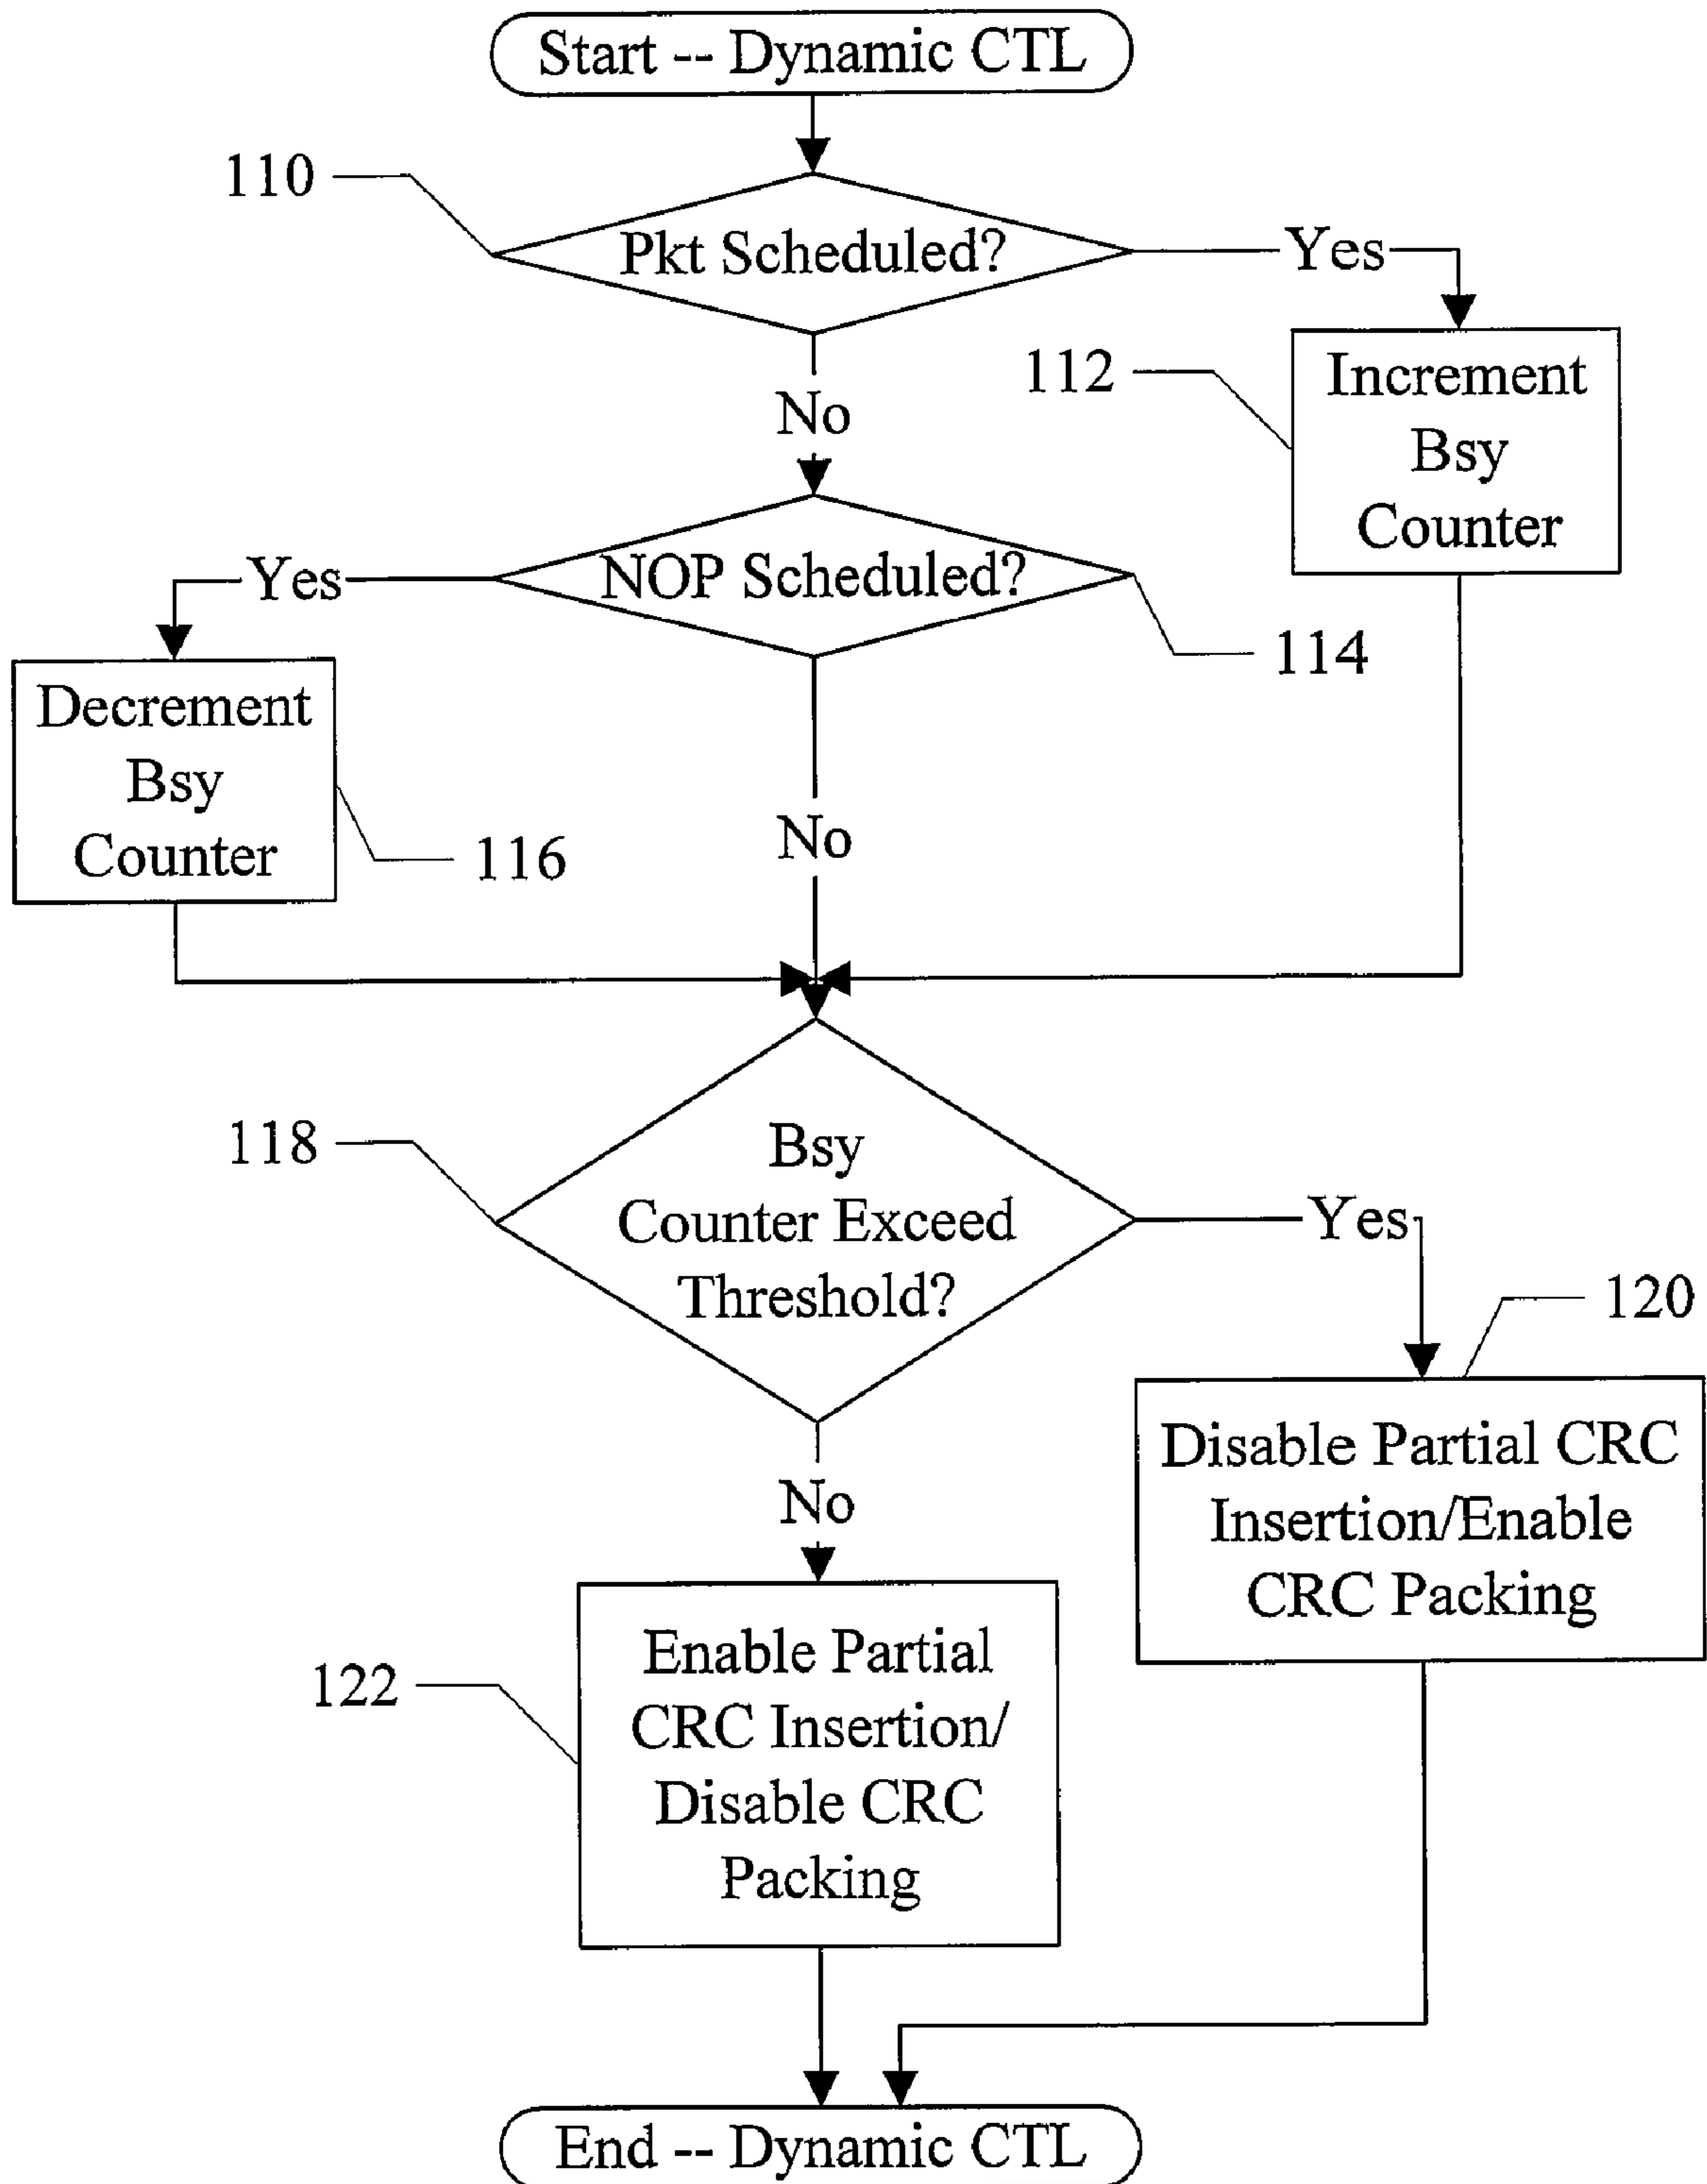 Start -- Dynamic CTL
110
Pkt Scheduled?
Yes
112
Increment
Bsy
Counter
No
NOP Scheduled?
Yes
114
Decrement
Bsy
Counter
116
No
118
Bsy
Counter Exceed
Threshold?
Yes
120
Disable Partial CRC
Insertion/Enable
CRC Packing
No
122
Enable Partial
CRC Insertion/
Disable CRC
Packing
End -- Dynamic CTL